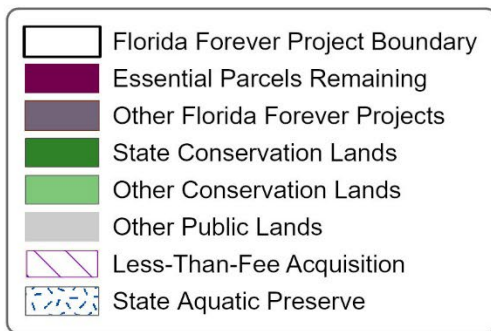 Florida Forever Project Boundary
Essential Parcels Remaining
Other Florida Forever Projects
State Conservation Lands
Other Conservation Lands
Other Public Lands
Less-Than-Fee Acquisition
State Aquatic Preserve